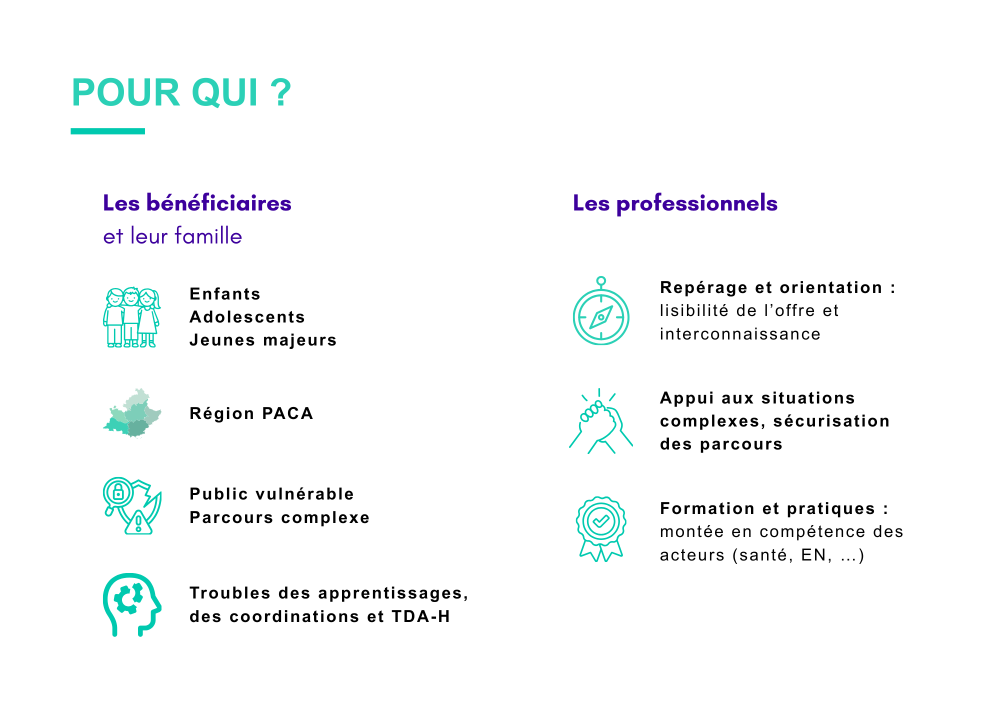 POUR QUI ?
Les bénéficiaires
et leur famille
Enfants
Adolescents
Jeunes majeurs
Région PACA
Public vulnérable
Parcours complexe
Troubles des apprentissages,
des coordinations et TDA-H
Les professionnels
Repérage et orientation :
lisibilité de l’offre et
interconnaissance
Appui aux situations
complexes, sécurisation
des parcours
Formation et pratiques :
montée en compétence des
acteurs (santé, EN, ...)